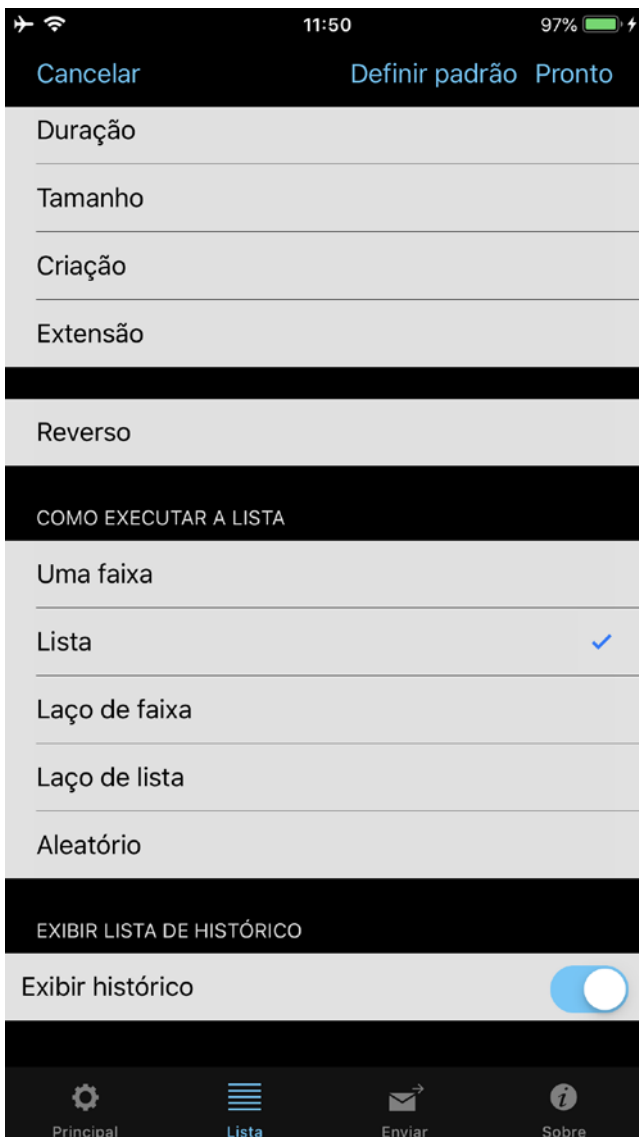 11:50
97%
Cancelar Definir padrão Pronto
Duração
Tamanho
Criação
Extensão
Reverso
COMO EXECUTAR A LISTA
Uma faixa
Lista
Laço de faixa
Laço de lista
Aleatório
EXIBIR LISTA DE HISTÓRICO
Exibir histórico
Principal Lista Enviar Sobre